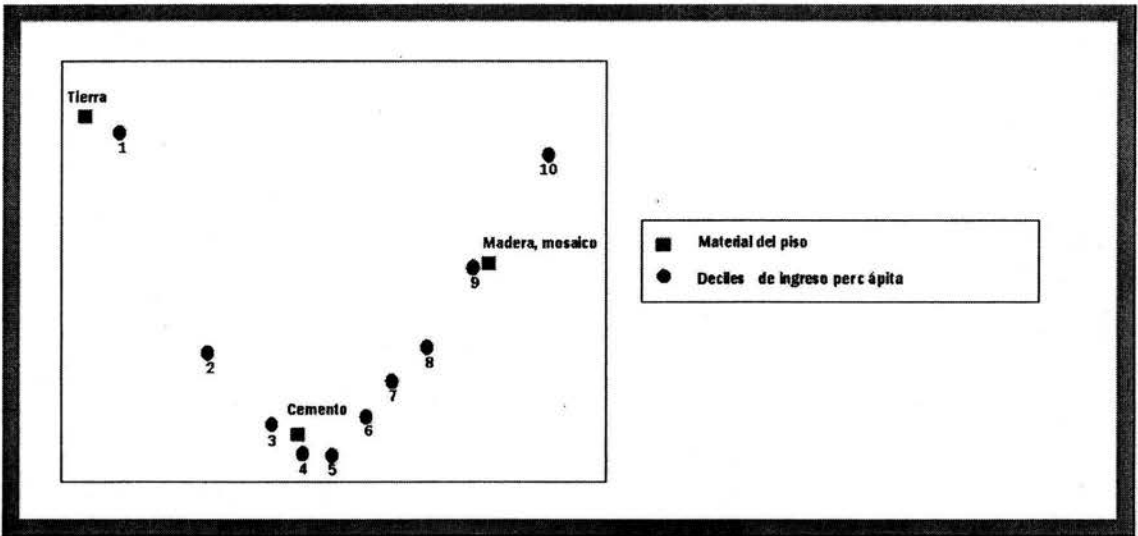 Tierra
1
10
Madera, mosaico
9
Material del piso
Deciles de ingreso perc ápita
8
2
7
Cemento
6
3
4
5